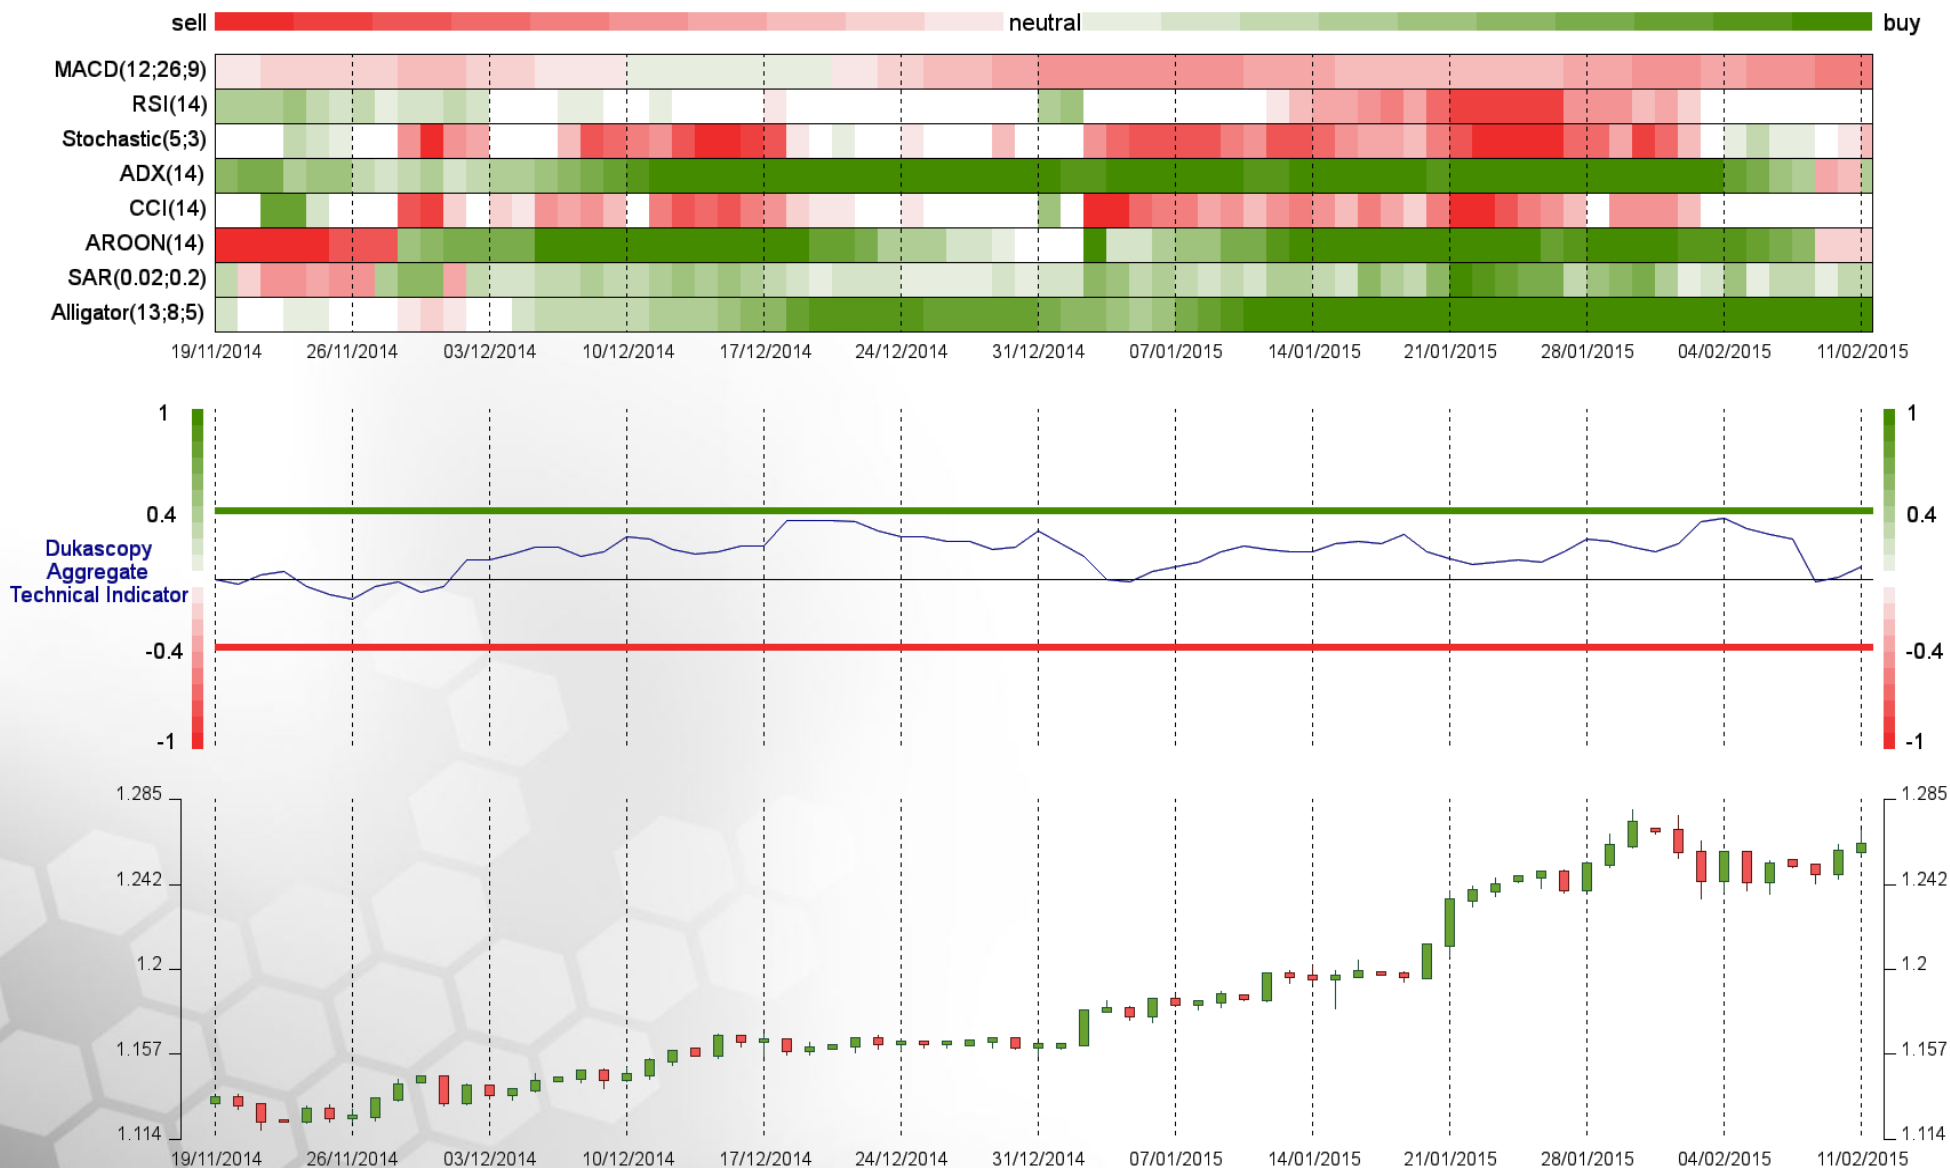 sell neutral buy
MACD(12;26;9)
RSI(14)
Stochastic(5;3)
ADX(14)
CCI(14)
AROON(14)
SAR(0.02;0.2)
Alligator(13;8;5)
19/11/2014 26/11/2014 03/12/2014 10/12/2014 17/12/2014 24/12/2014 31/12/2014 07/01/2015 14/01/2015 21/01/2015 28/01/2015 04/02/2015 11/02/2015
1 1
0.4 0.4
Dukascopy
Aggregate
Technical Indicator
-0.4 -0.4
-1 -1
1.285 1.285
1.242 1.242
1.2 1.2
1.157 1.157
1.114 1.114
19/11/2014 26/11/2014 03/12/2014 10/12/2014 17/12/2014 24/12/2014 31/12/2014 07/01/2015 14/01/2015 21/01/2015 28/01/2015 04/02/2015 11/02/2015